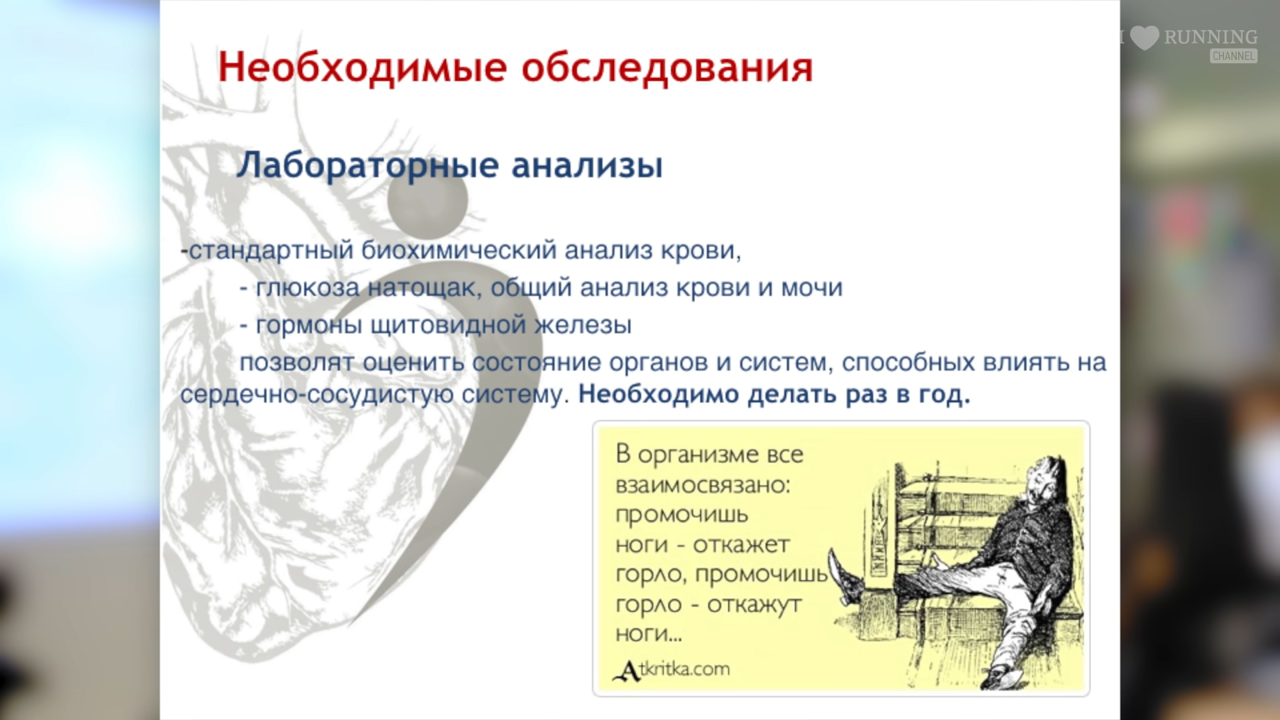 I RUNNING
CHANNEL
Необходимые обследования
Лабораторные анализы
-стандартный биохимический анализ крови,
- глюкоза натощак, общий анализ крови и мочи
- гормоны щитовидной железы
позволят оценить состояние органов и систем, способных влиять на
сердечно-сосудистую систему. Необходимо делать раз в год.
В организме все
взаимосвязано:
промочишь
ноги - откажет
горло, промочишь
горло - откажут
ноги...
Atkritka.com